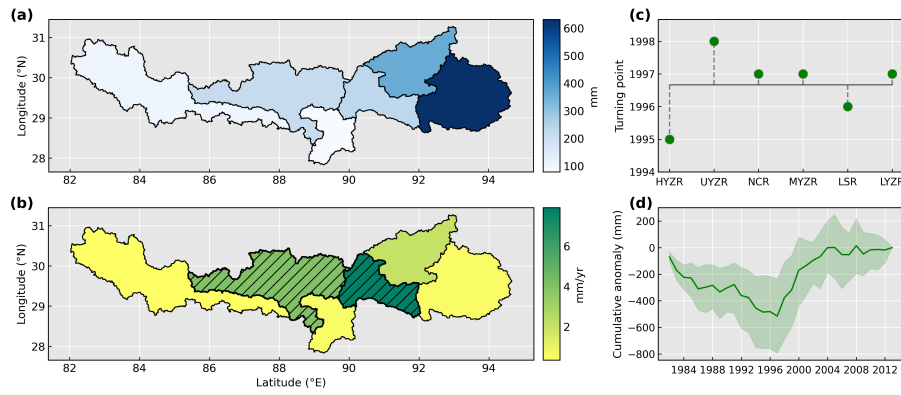 (a)
31
30
29
28
Longitude (°N)
82
84
86
88
90
92
94
600
500
400
300
200
100
mm
(b)
31
30
29
28
Longitude (°N)
82
84
86
88
90
92
94
Latitude (°E)
6
4
2
mm/yr
(c)
1998
1997
1996
1995
1994
Turning point
HYZR
UYZR
NCR
MYZR
LSR
LYZR
(d)
200
0
−200
−400
−600
−800
Cumulative anomaly (mm)
1984
1988
1992
1996
2000
2004
2008
2012